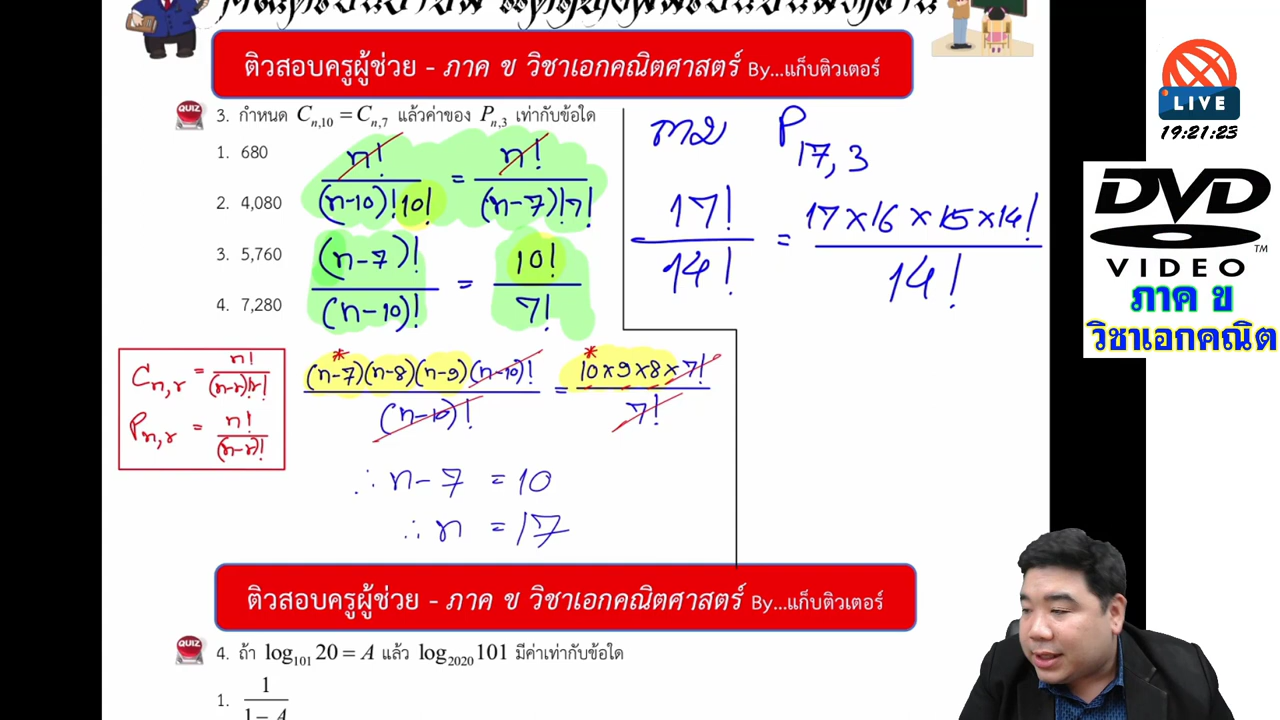 ติวสอบครูผู้ช่วย - ภาค ข วิชาเอกคณิตศาสตร์ By...แก็บติวเตอร์
QUIZ
3. กำหนด C_{n,10} = C_{n,7} แล้วค่าของ P_{n,3} เท่ากับข้อใด
1. 680
2. 4,080
3. 5,760
4. 7,280
n!/((n-10)!10!) = n!/((n-7)!7!)
(n-7)!/(n-10)! = 10!/7!
(n-7)(n-8)(n-9)(n-10)!/(n-10)! = 10×9×8×7!/7!
∴ n-7 = 10
∴ n = 17
C_{n,r} = n!/((n-r)!r!)
P_{n,r} = n!/(n-r)!
P_{17,3}
17!/14! = 17×16×15×14!/14!
LIVE
19:21:23
DVD
VIDEO™
ภาค ข
วิชาเอกคณิต
ติวสอบครูผู้ช่วย - ภาค ข วิชาเอกคณิตศาสตร์ By...แก็บติวเตอร์
QUIZ
4. ถ้า log_{101} 20 = A แล้ว log_{2020} 101 มีค่าเท่ากับข้อใด
1. 1/(1-A)